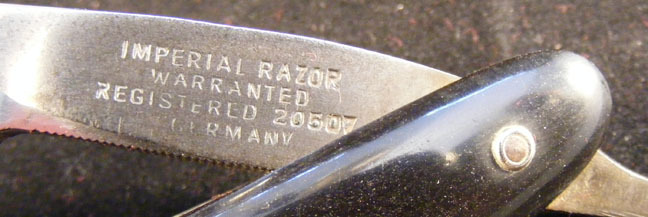 IMPERIAL RAZOR
WARRANTED
REGISTERED 20507
GERMANY